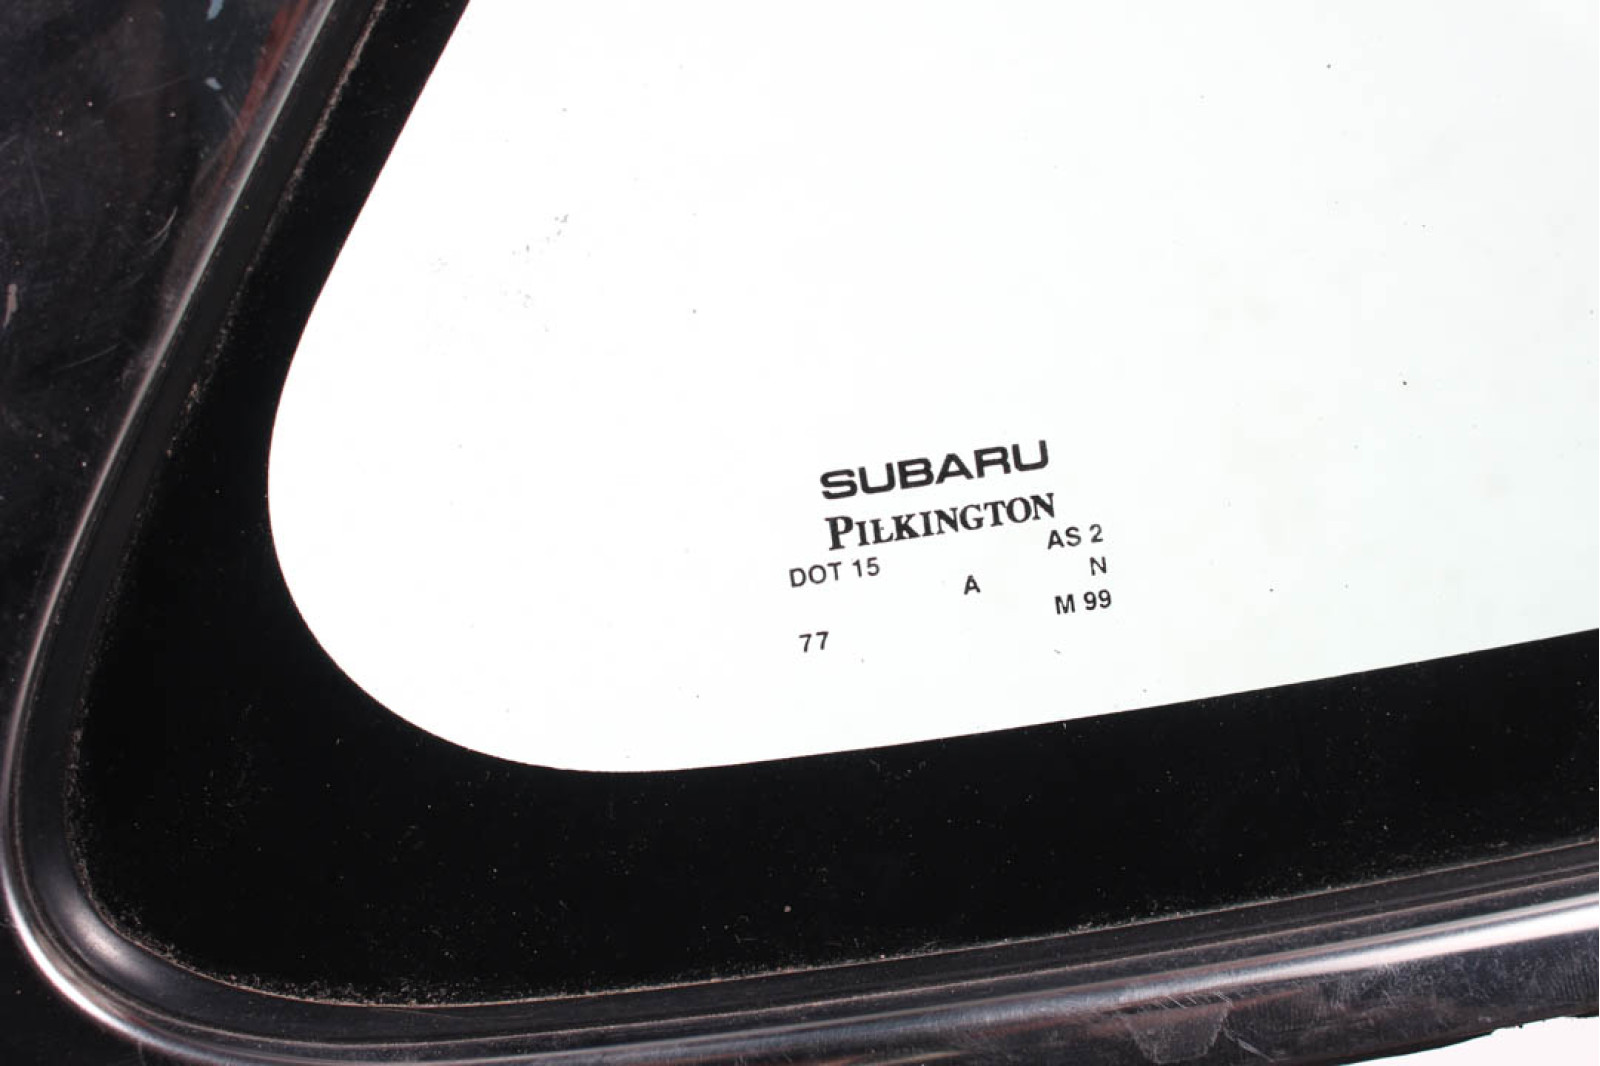 SUBARU
PILKINGTON
DOT 15 AS 2
A N
77 M 99